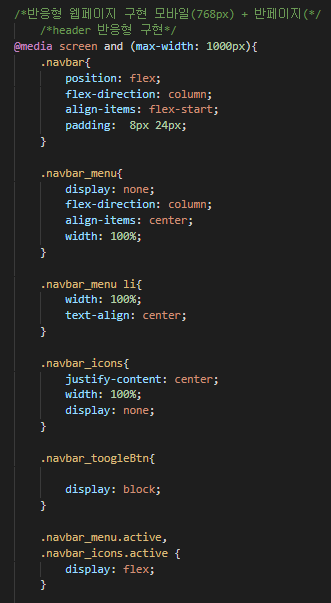 /*반응형 웹페이지 구현 모바일(768px) + 반페이지(*/
/*header 반응형 구현*/
@media screen and (max-width: 1000px){
.navbar{
position: flex;
flex-direction: column;
align-items: flex-start;
padding:  8px 24px;
}
.navbar_menu{
display: none;
flex-direction: column;
align-items: center;
width: 100%;
}
.navbar_menu li{
width: 100%;
text-align: center;
}
.navbar_icons{
justify-content: center;
width: 100%;
display: none;
}
.navbar_toogleBtn{
display: block;
}
.navbar_menu.active,
.navbar_icons.active {
display: flex;
}